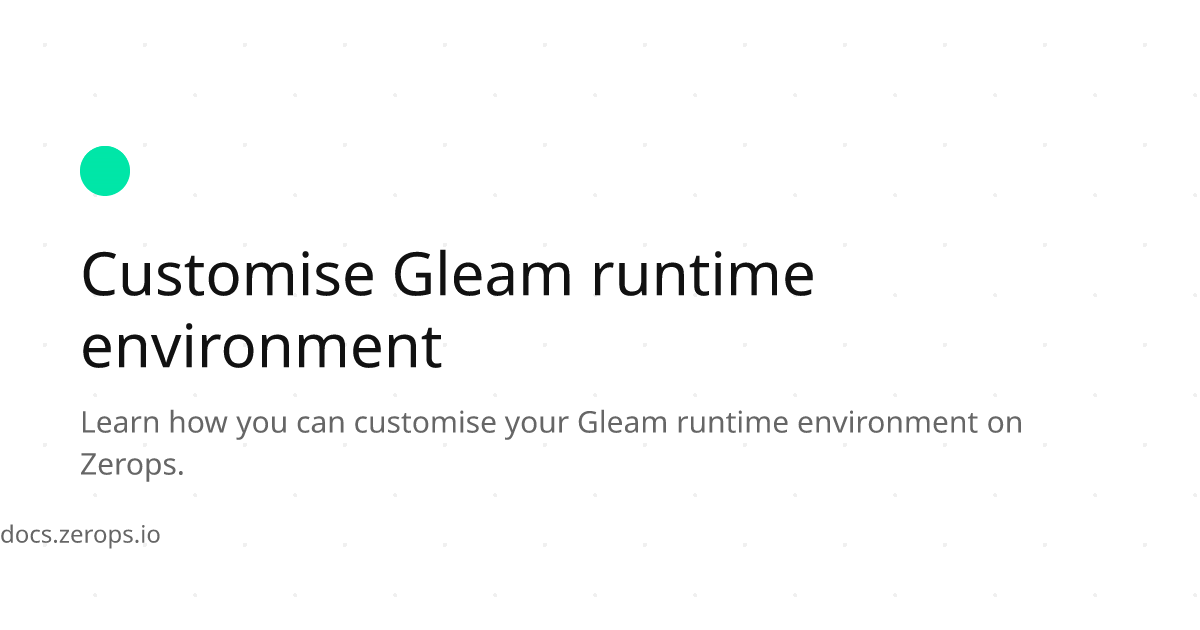 Customise Gleam runtime
environment
Learn how you can customise your Gleam runtime environment on
Zerops.
docs.zerops.io